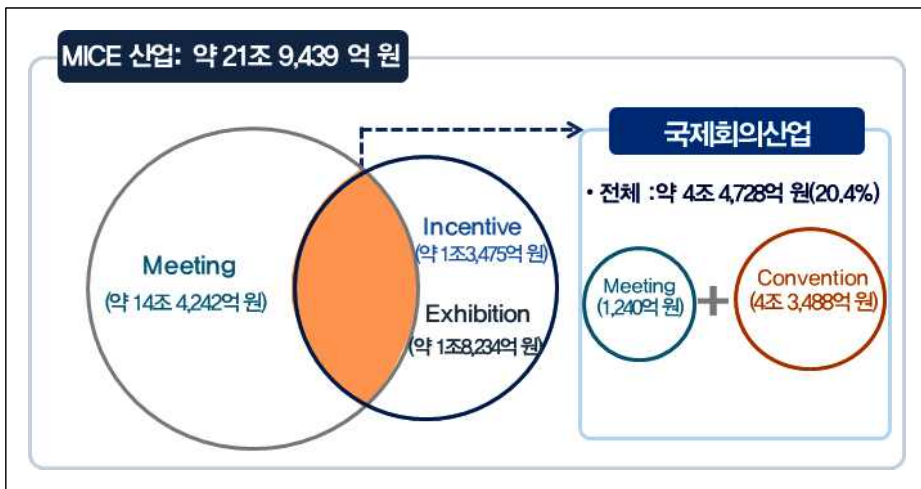 MICE 산업: 약 21조 9,439 억 원
국제회의산업
• 전체 :약 4조 4,728억 원(20.4%)
Incentive
(약 1조3,475억 원)
Meeting
(약 14조 4,242억 원)
Exhibition
(약 1조8,234억 원)
Meeting
(1,240억 원)
+
Convention
(4조 3,488억 원)